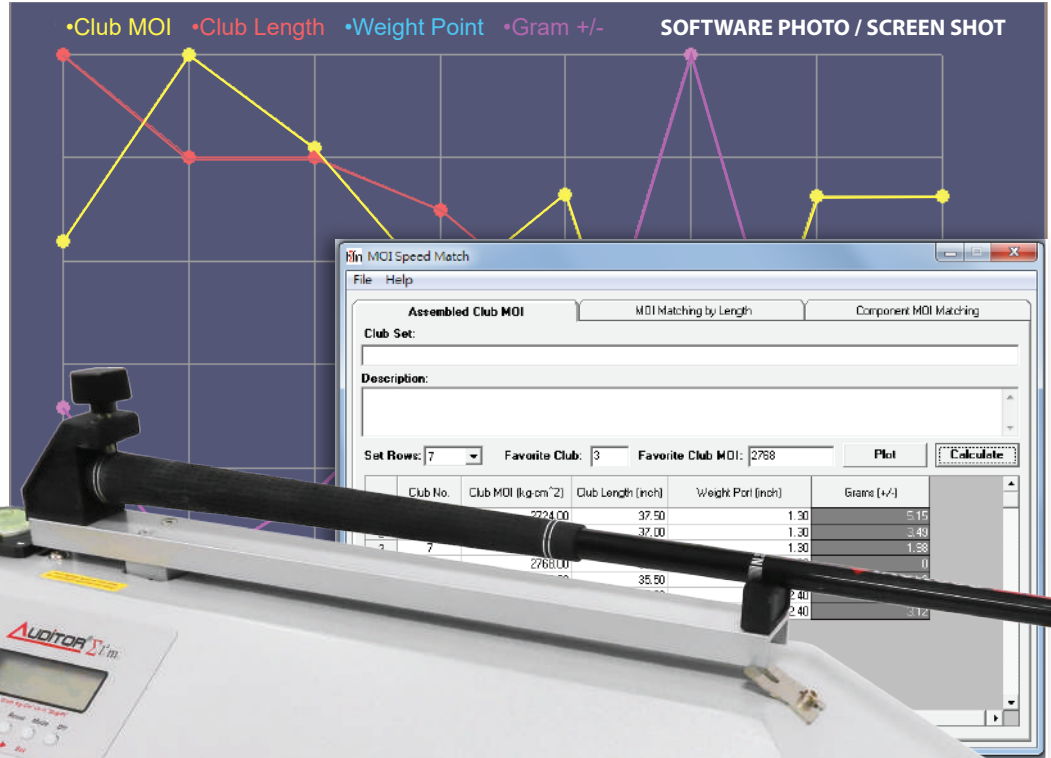 •Club MOI •Club Length •Weight Point •Gram +/- SOFTWARE PHOTO / SCREEN SHOT
MOI Speed Match
File Help
Assembled Club MOI MOI Matching by Length Component MOI Matching
Club Set:
Description:
Set Rows: 7 Favorite Club: 3 Favorite Club MOI: 2768 Plot Calculate
Club No. Club MOI (kg-cm^2) Club Length (inch) Weight Port (inch) Grams (+/-)
2724.00 37.50 1.30 5.15
37.00 1.30 3.49
7 1.30 1.98
2768.00 0
35.50
2.40
2.40 3.12
AUDITOR
Reset Mode Off
Set